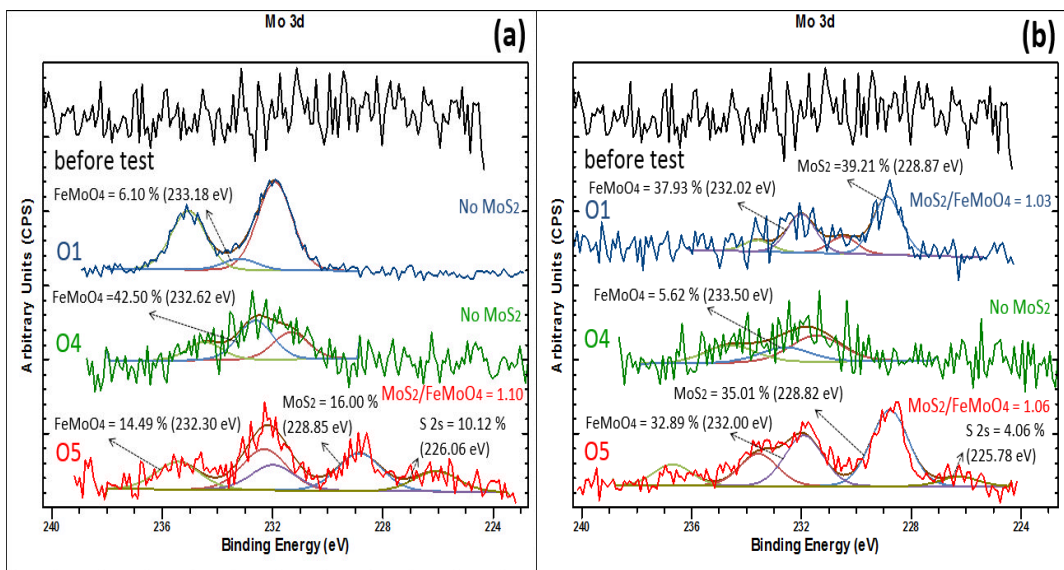 Mo 3d
(a)
before test
FeMoO4 = 6.10 % (233.18 eV)
No MoS2
O1
FeMoO4 =42.50 % (232.62 eV)
No MoS2
O4
MoS2/FeMoO4 = 1.10
MoS2 = 16.00 %
(228.85 eV)
FeMoO4 = 14.49 % (232.30 eV)
S 2s = 10.12 %
(226.06 eV)
O5
Arbitrary Units (CPS)
240 236 232 228 224
Binding Energy (eV)
Mo 3d
(b)
before test
MoS2 =39.21 % (228.87 eV)
FeMoO4 = 37.93 % (232.02 eV)
MoS2/FeMoO4 = 1.03
O1
FeMoO4 = 5.62 % (233.50 eV)
No MoS2
O4
MoS2 = 35.01 % (228.82 eV)
MoS2/FeMoO4 = 1.06
FeMoO4 = 32.89 % (232.00 eV)
S 2s = 4.06 %
(225.78 eV)
O5
Arbitrary Units (CPS)
240 236 232 228 224
Binding Energy (eV)